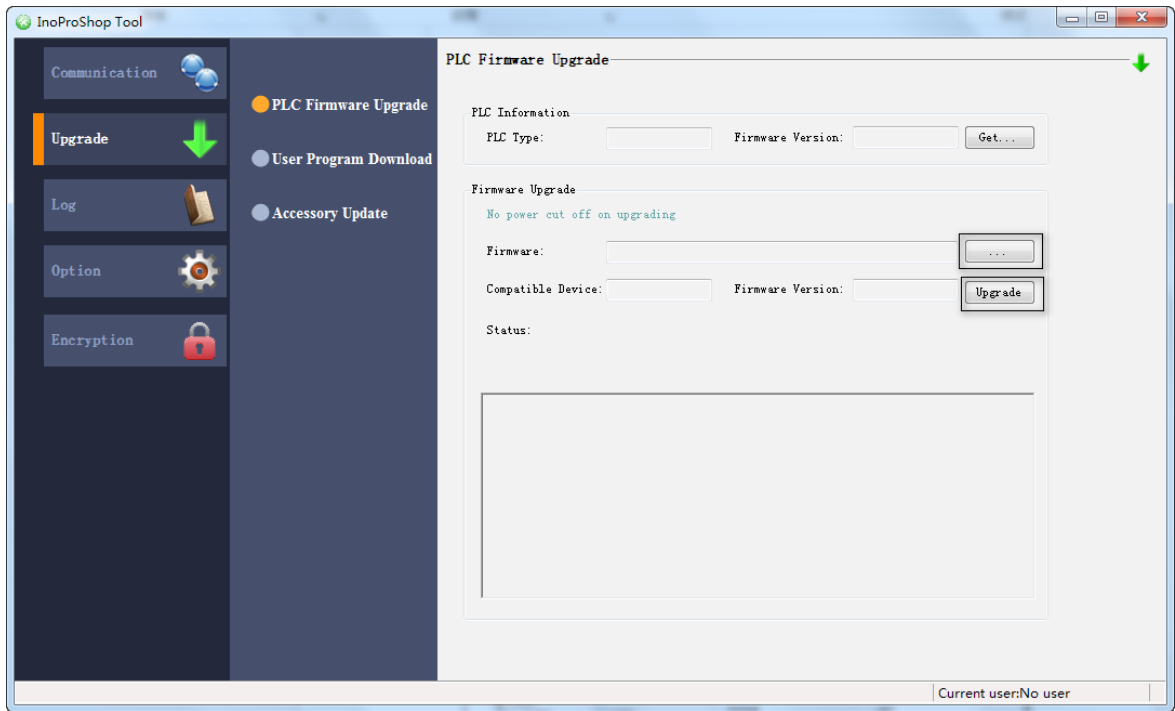 InoProShop Tool
Communication
Upgrade
Log
Option
Encryption
PLC Firmware Upgrade
User Program Download
Accessory Update
PLC Firmware Upgrade
PLC Information
PLC Type:
Firmware Version:
Get...
Firmware Upgrade
No power cut off on upgrading
Firmware:
...
Compatible Device:
Firmware Version:
Upgrade
Status:
Current user:No user